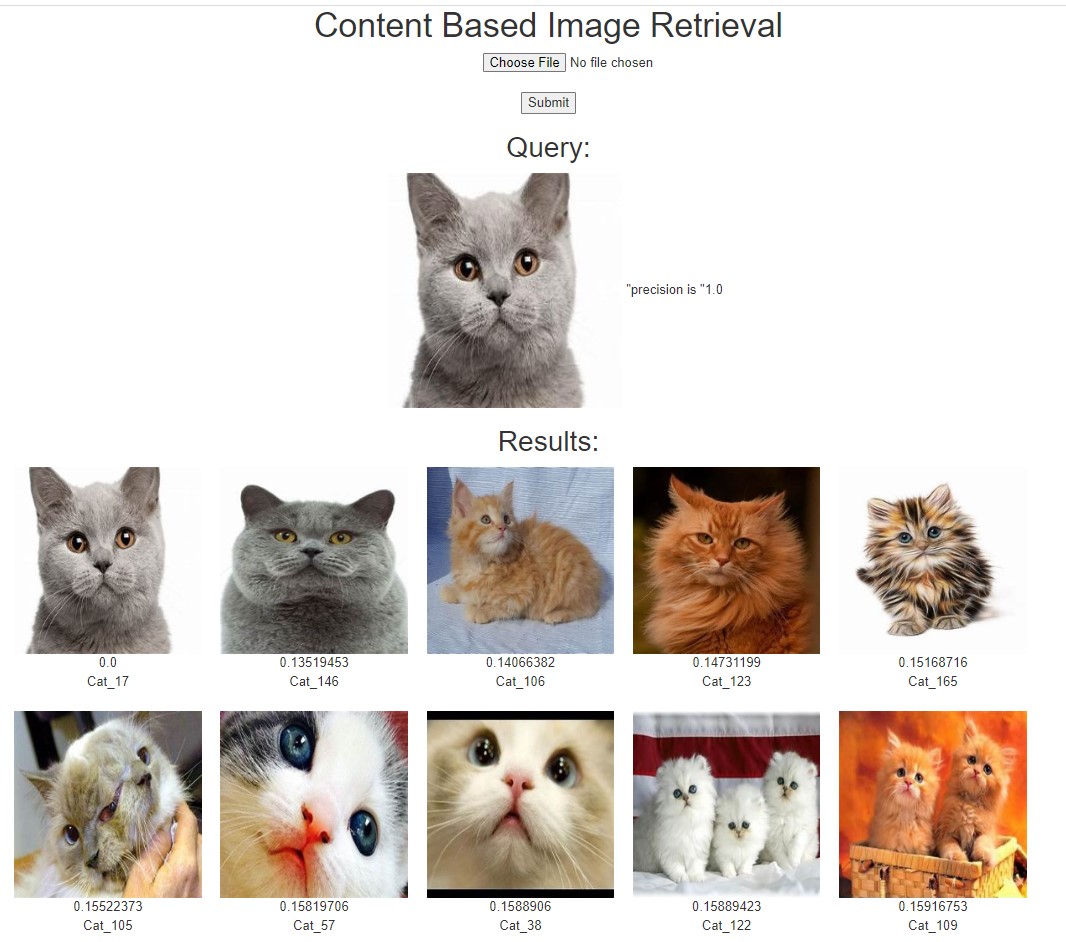 Content Based Image Retrieval
Choose File No file chosen
Submit
Query:
"precision is "1.0
Results:
0.0 0.13519453 0.14066382 0.14731199 0.15168716
Cat_17 Cat_146 Cat_106 Cat_123 Cat_165
0.15522373 0.15819706 0.1588906 0.15889423 0.15916753
Cat_105 Cat_57 Cat_38 Cat_122 Cat_109